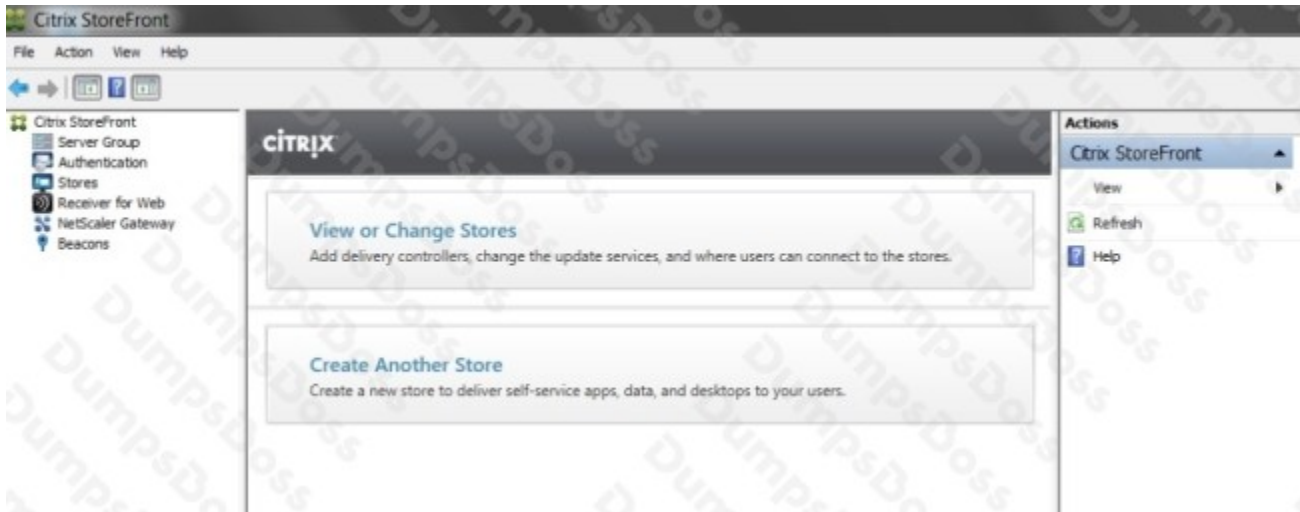 Citrix StoreFront
File Action View Help
Citrix StoreFront
Server Group
Authentication
Stores
Receiver for Web
NetScaler Gateway
Beacons
CİTRIX
View or Change Stores
Add delivery controllers, change the update services, and where users can connect to the stores.
Create Another Store
Create a new store to deliver self-service apps, data, and desktops to your users.
Actions
Citrix StoreFront
View
Refresh
Help
DumpsDoss